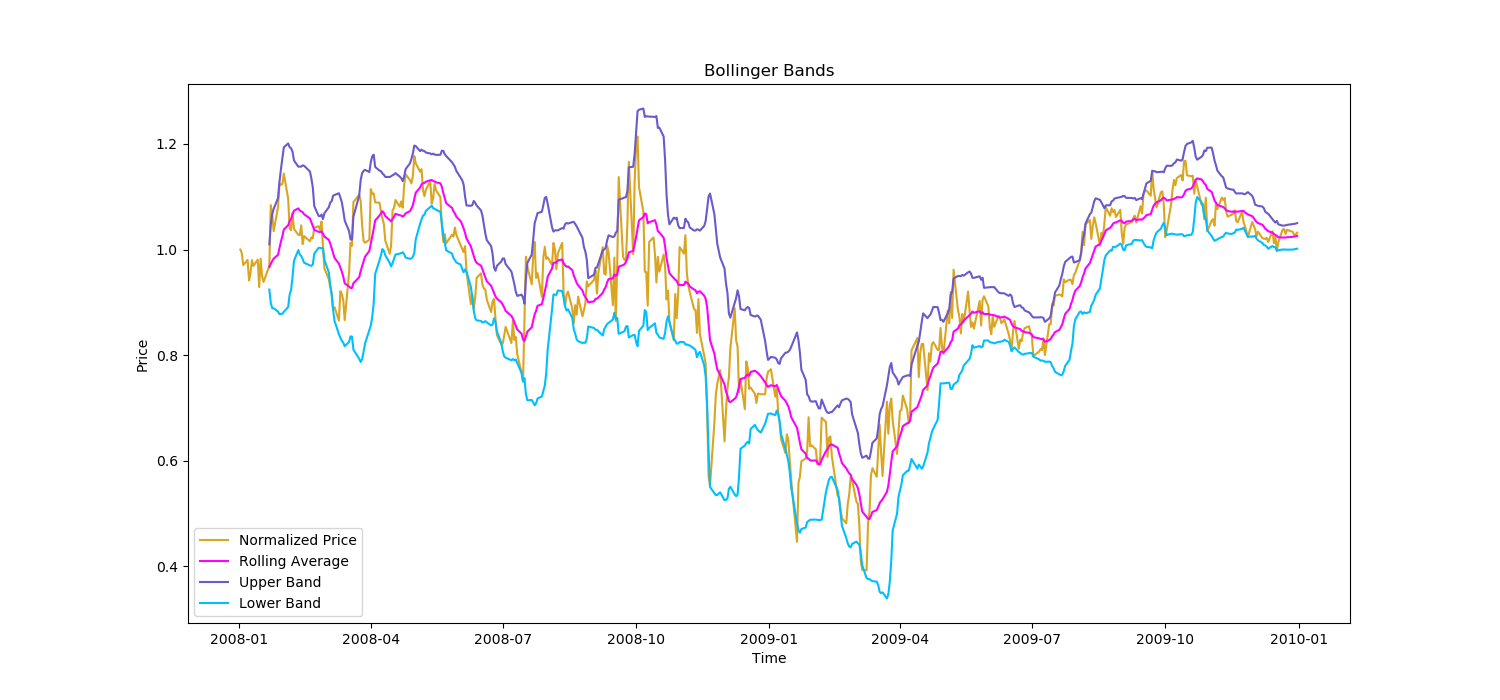 Bollinger Bands
Price
1.2
1.0
0.8
0.6
0.4
Normalized Price
Rolling Average
Upper Band
Lower Band
2008-01 2008-04 2008-07 2008-10 2009-01 2009-04 2009-07 2009-10 2010-01
Time